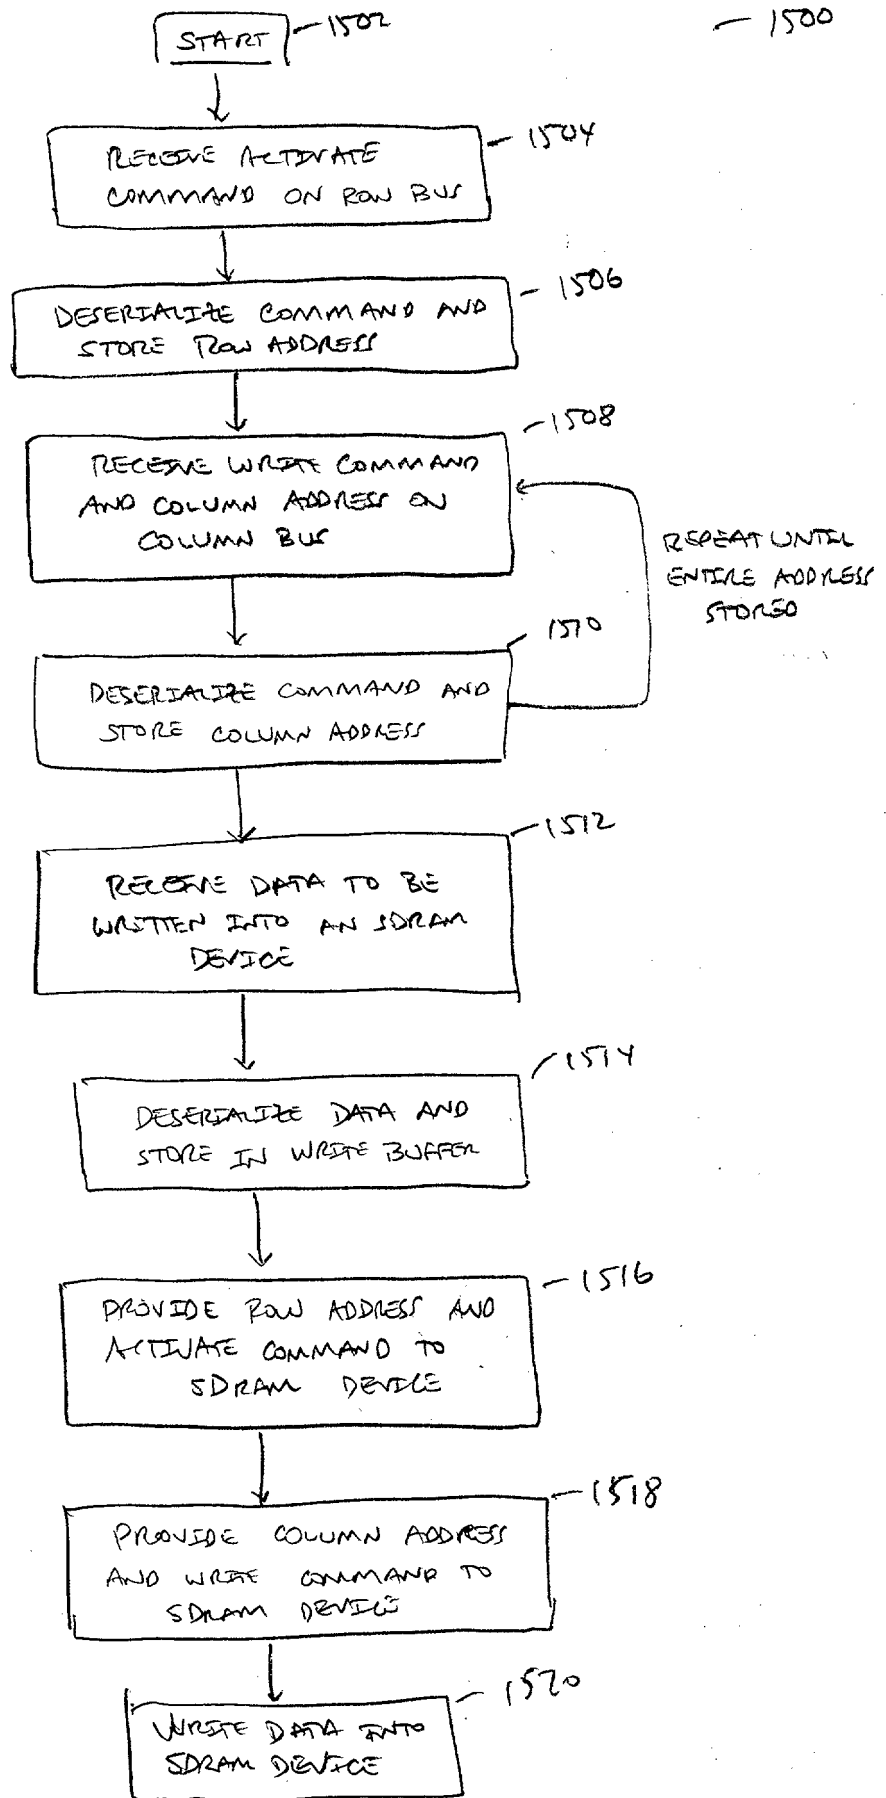 START
1502
1500
1504
RECEIVE ACTIVATE
COMMAND ON ROW BUS
1506
DESERIALIZE COMMAND AND
STORE ROW ADDRESS
1508
RECEIVE WRITE COMMAND
AND COLUMN ADDRESS ON
COLUMN BUS
REPEAT UNTIL
ENTIRE ADDRESS
STORED
1510
DESERIALIZE COMMAND AND
STORE COLUMN ADDRESS
1512
RECEIVE DATA TO BE
WRITTEN INTO AN SDRAM
DEVICE
1514
DESERIALIZE DATA AND
STORE IN WRITE BUFFER
1516
PROVIDE ROW ADDRESS AND
ACTIVATE COMMAND TO
SDRAM DEVICE
1518
PROVIDE COLUMN ADDRESS
AND WRITE COMMAND TO
SDRAM DEVICE
1520
WRITE DATA INTO
SDRAM DEVICE